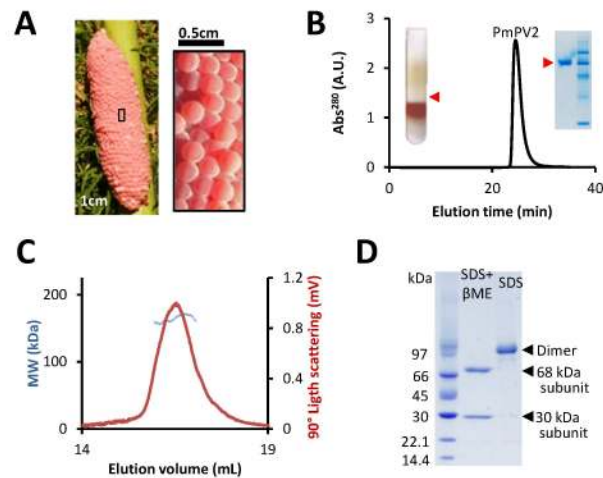 A
0.5cm
1cm
B
PmPV2
Abs²⁸⁰ (A.U.)
3
2
1
0
0
20
40
Elution time (min)
C
MW (kDa)
200
100
0
90° Ligth scattering (mV)
1.2
0.8
0.4
0
14
19
Elution volume (mL)
D
kDa
SDS+
βME
SDS
97
66
45
30
22.1
14.4
Dimer
68 kDa
subunit
30 kDa
subunit